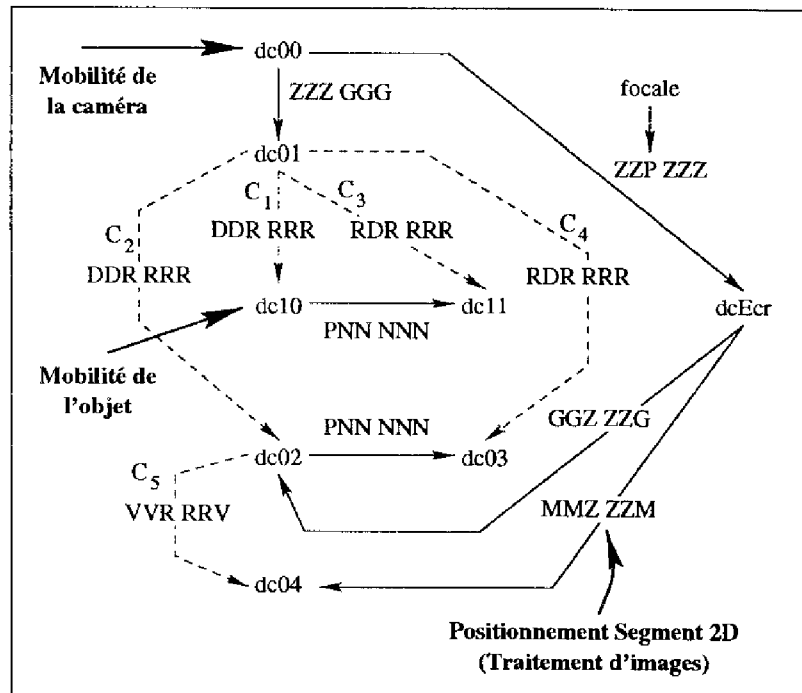 dc00
Mobilité de
la caméra
ZZZ GGG
focale
dc01
ZZP ZZZ
C1
C3
C4
C2
DDR RRR
RDR RRR
DDR RRR
RDR RRR
dc10
dc11
dcEcr
PNN NNN
Mobilité de
l'objet
PNN NNN
GGZ ZZG
dc02
dc03
C5
VVR RRV
MMZ ZZM
dc04
Positionnement Segment 2D
(Traitement d'images)